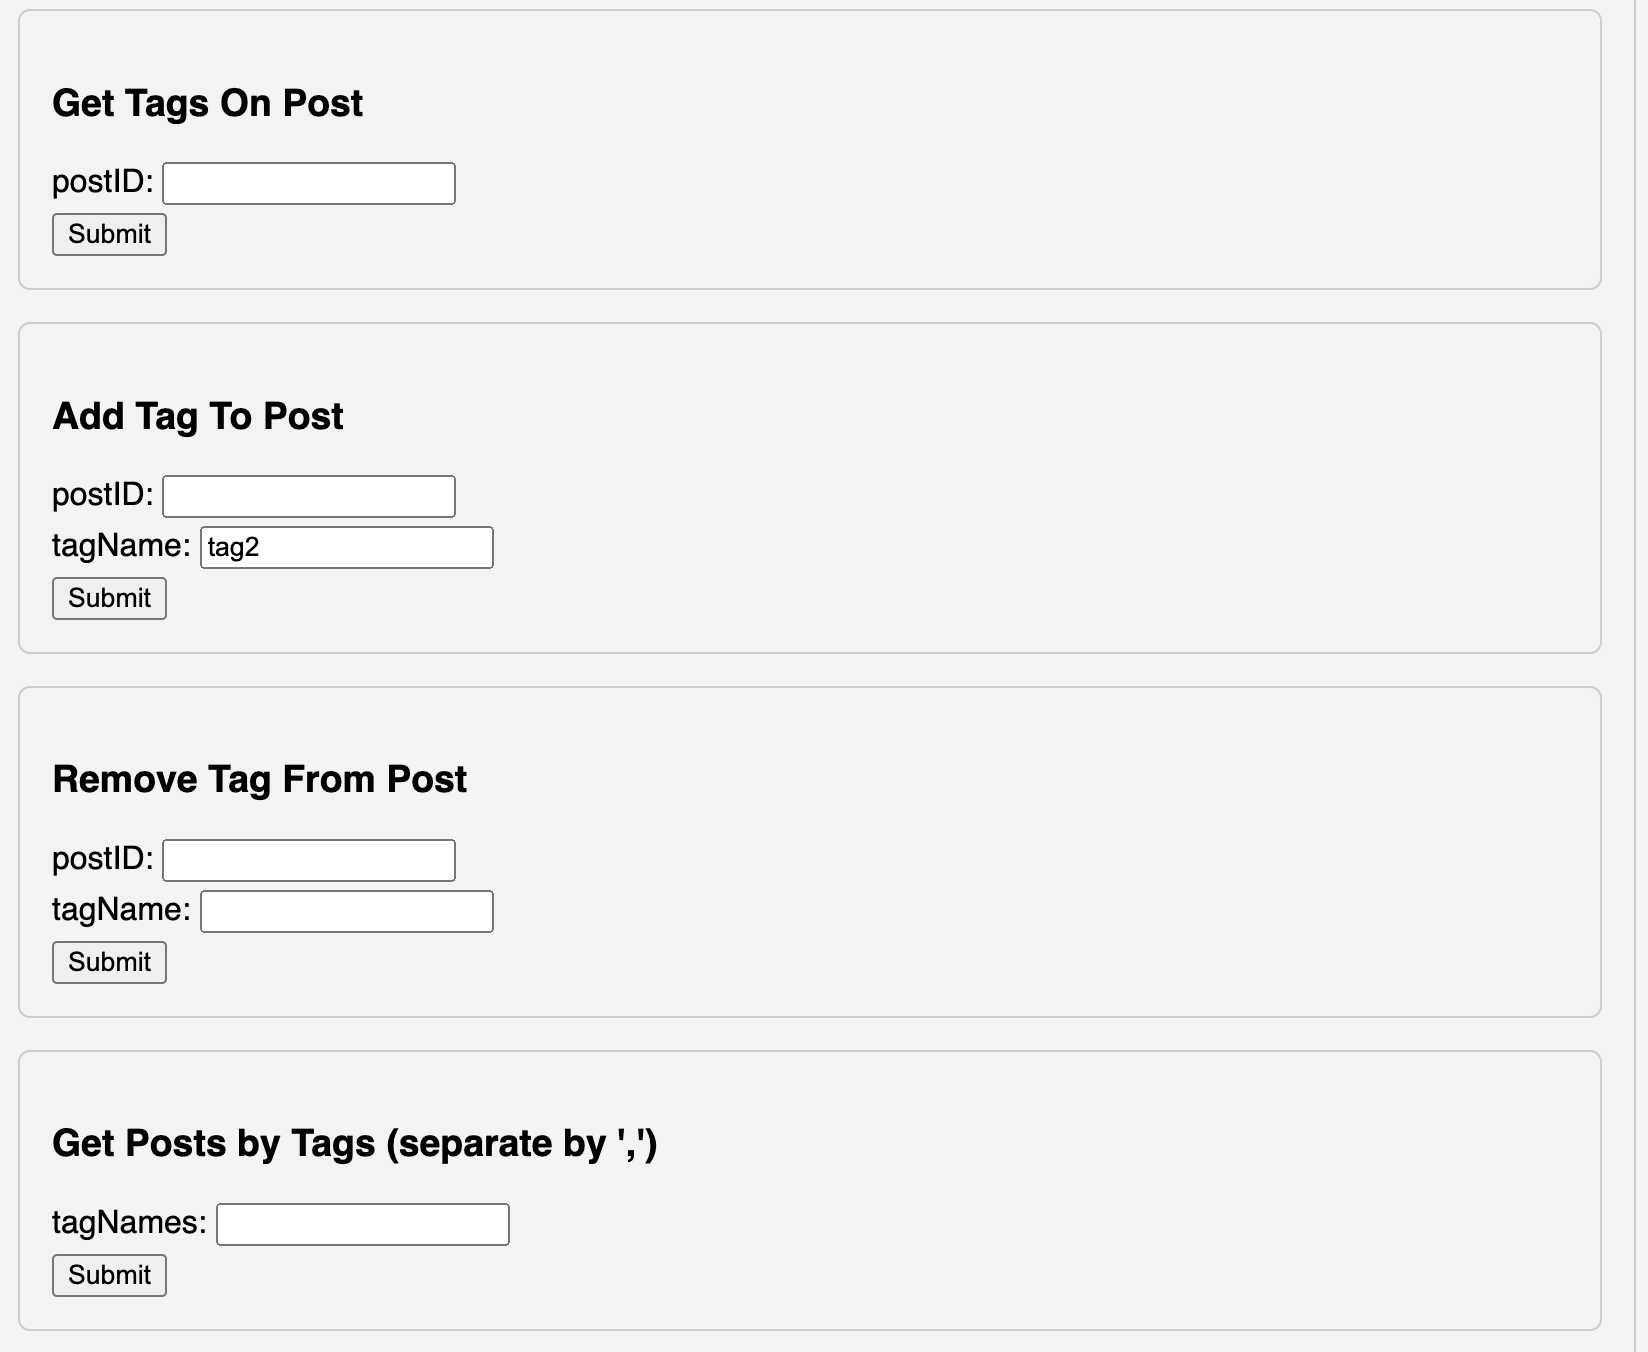 Get Tags On Post
postID:
Submit
Add Tag To Post
postID:
tagName: tag2
Submit
Remove Tag From Post
postID:
tagName:
Submit
Get Posts by Tags (separate by ',')
tagNames:
Submit